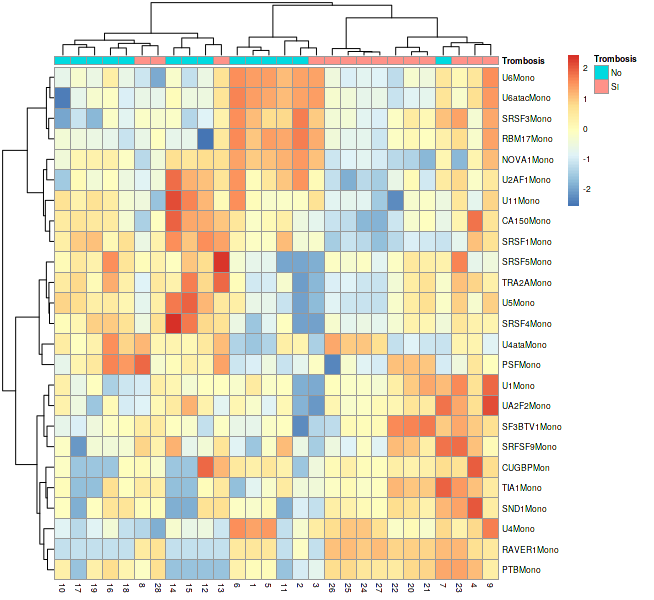 Trombosis
Trombosis
No
SI
2
1
0
-1
-2
U6Mono
U6atacMono
SRSF3Mono
RBM17Mono
NOVA1Mono
U2AF1Mono
U11Mono
CA150Mono
SRSF1Mono
SRSF5Mono
TRA2AMono
U5Mono
SRSF4Mono
U4ataMono
PSFMono
U1Mono
UA2F2Mono
SF3BTV1Mono
SRFSF9Mono
CUGBPMon
TIA1Mono
SND1Mono
U4Mono
RAVER1Mono
PTBMono
10 17 19 16 18 8 28 14 15 12 13 6 1 5 11 2 3 26 25 24 27 22 20 21 7 23 4 9